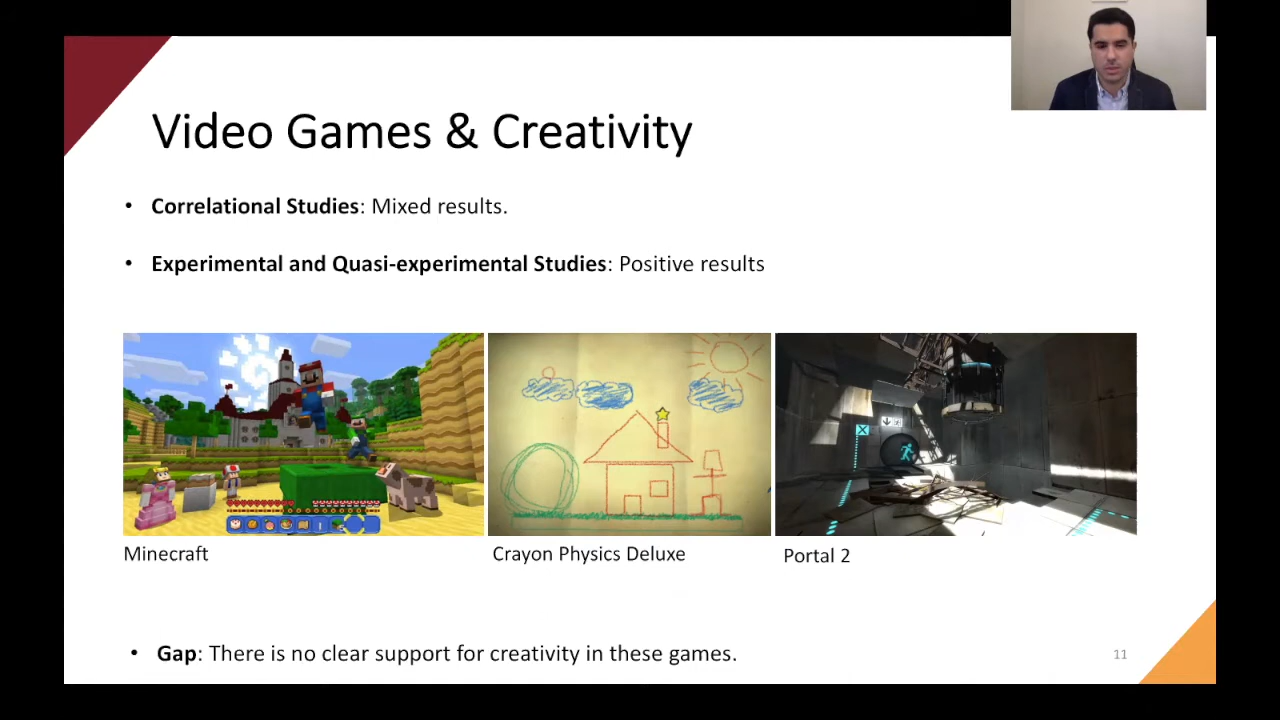 Video Games & Creativity
• Correlational Studies: Mixed results.
• Experimental and Quasi-experimental Studies: Positive results
Minecraft
Crayon Physics Deluxe
Portal 2
• Gap: There is no clear support for creativity in these games.
11